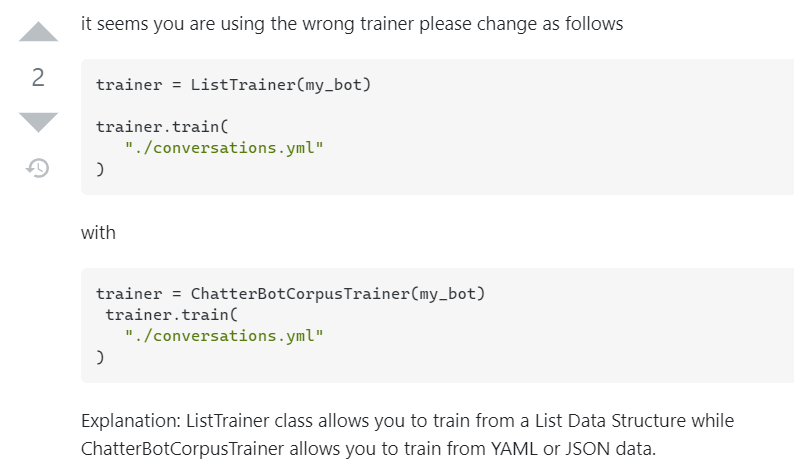 it seems you are using the wrong trainer please change as follows
2
trainer = ListTrainer(my_bot)
trainer.train(
"./conversations.yml"
)
with
trainer = ChatterBotCorpusTrainer(my_bot)
trainer.train(
"./conversations.yml"
)
Explanation: ListTrainer class allows you to train from a List Data Structure while
ChatterBotCorpusTrainer allows you to train from YAML or JSON data.